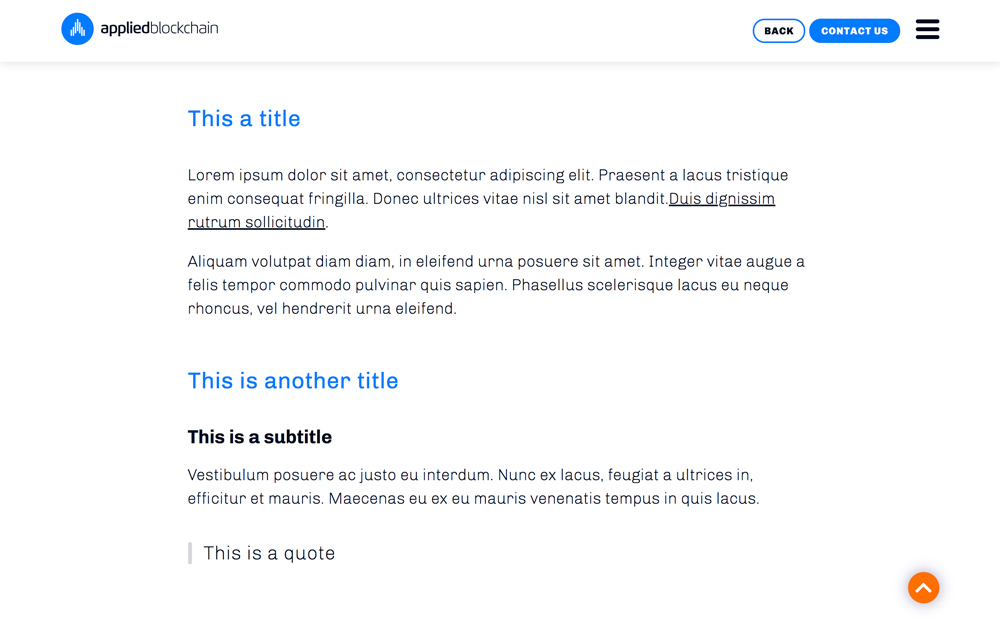 appliedblockchain
BACK
CONTACT US
This a title
Lorem ipsum dolor sit amet, consectetur adipiscing elit. Praesent a lacus tristique
enim consequat fringilla. Donec ultrices vitae nisl sit amet blandit.Duis dignissim
rutrum sollicitudin.
Aliquam volutpat diam diam, in eleifend urna posuere sit amet. Integer vitae augue a
felis tempor commodo pulvinar quis sapien. Phasellus scelerisque lacus eu neque
rhoncus, vel hendrerit urna eleifend.
This is another title
This is a subtitle
Vestibulum posuere ac justo eu interdum. Nunc ex lacus, feugiat a ultrices in,
efficitur et mauris. Maecenas eu ex eu mauris venenatis tempus in quis lacus.
This is a quote